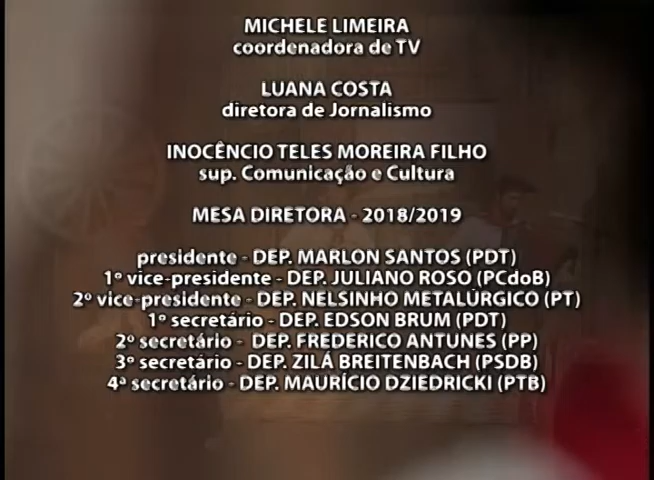 MICHELE LIMEIRA
coordenadora de TV
LUANA COSTA
diretora de Jornalismo
INOCÊNCIO TELES MOREIRA FILHO
sup. Comunicação e Cultura
MESA DIRETORA - 2018/2019
presidente - DEP. MARLON SANTOS (PDT)
1º vice-presidente - DEP. JULIANO ROSO (PCdoB)
2º vice-presidente - DEP. NELSINHO METALÚRGICO (PT)
1º secretário - DEP. EDSON BRUM (PDT)
2º secretário - DEP. FREDERICO ANTUNES (PP)
3º secretário - DEP. ZILÁ BREITENBACH (PSDB)
4ª secretário - DEP. MAURÍCIO DZIEDRICKI (PTB)